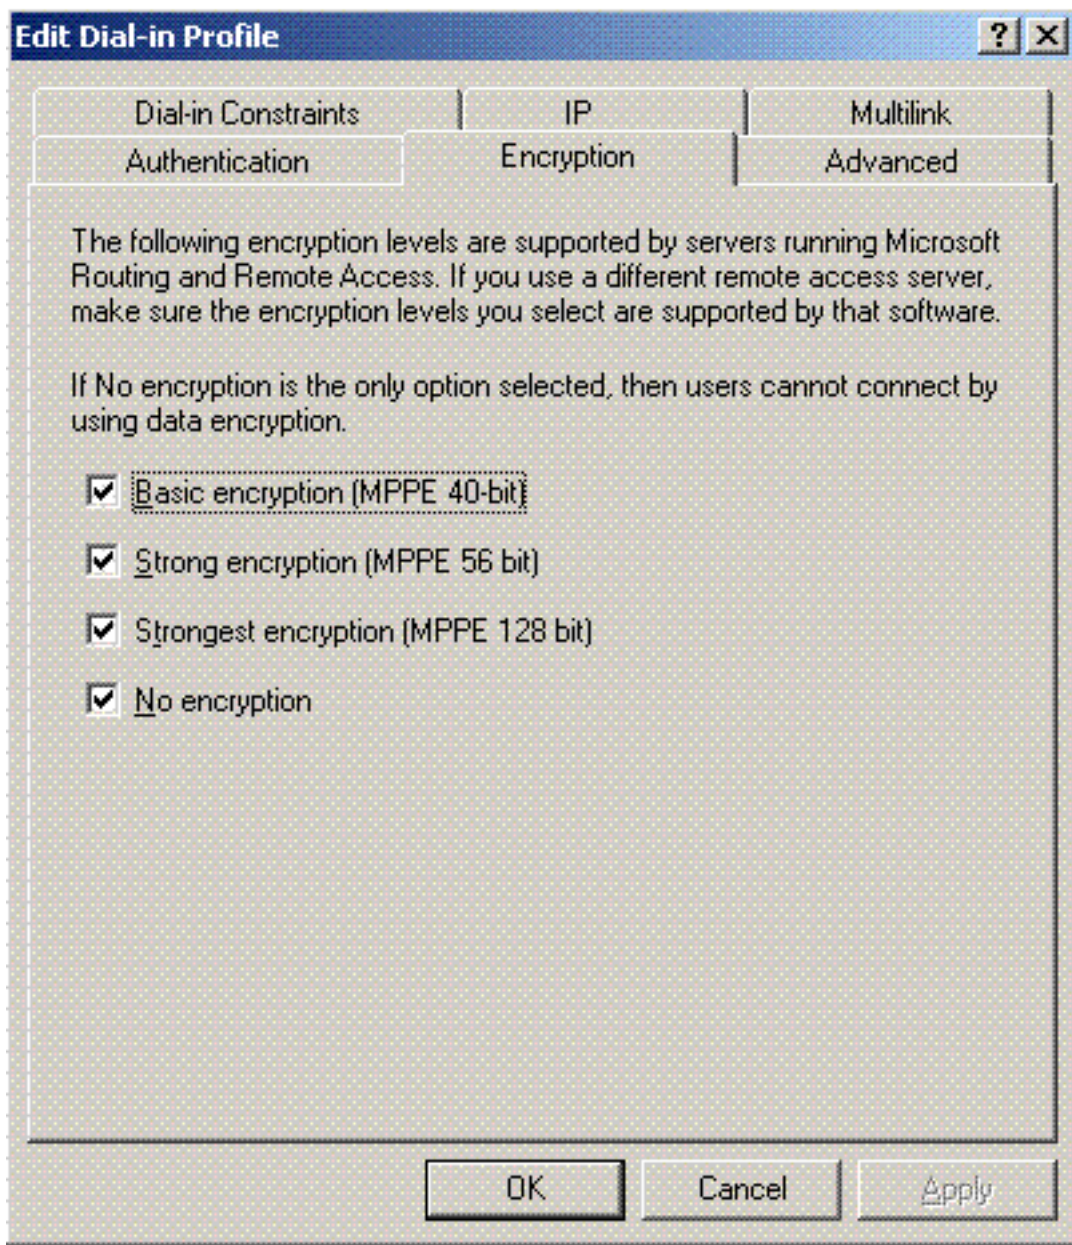 Edit Dial-in Profile
Dial-in Constraints
IP
Multilink
Authentication
Encryption
Advanced
The following encryption levels are supported by servers running Microsoft
Routing and Remote Access. If you use a different remote access server,
make sure the encryption levels you select are supported by that software.
If No encryption is the only option selected, then users cannot connect by
using data encryption.
Basic encryption (MPPE 40-bit)
Strong encryption (MPPE 56 bit)
Strongest encryption (MPPE 128 bit)
No encryption
OK
Cancel
Apply